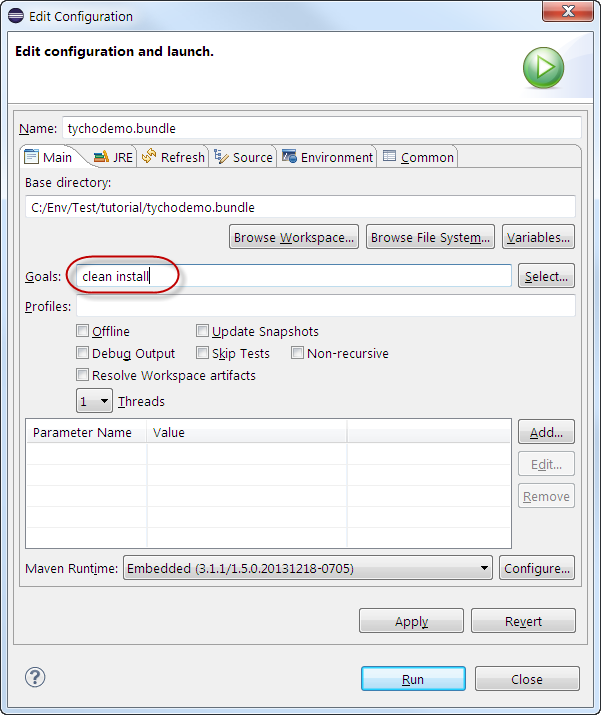 Edit Configuration
Edit configuration and launch.
Name: tychodemo.bundle
Main JRE Refresh Source Environment Common
Base directory:
C:/Env/Test/tutorial/tychodemo.bundle
Browse Workspace... Browse File System... Variables...
Goals: clean install Select...
Profiles:
Offline Update Snapshots
Debug Output Skip Tests Non-recursive
Resolve Workspace artifacts
1 Threads
Parameter Name Value Add...
Edit...
Remove
Maven Runtime: Embedded (3.1.1/1.5.0.20131218-0705) Configure...
Apply Revert
? Run Close